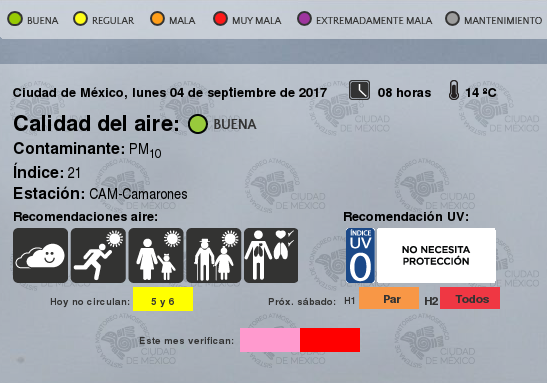 BUENA REGULAR MALA MUY MALA EXTREMADAMENTE MALA MANTENIMIENTO
Ciudad de México, lunes 04 de septiembre de 2017 08 horas 14 ºC
Calidad del aire: BUENA
Contaminante: PM10
Índice: 21
Estación: CAM-Camarones
Recomendaciones aire: Recomendación UV:
ÍNDICE
UV
0
NO NECESITA
PROTECCIÓN
Hoy no circulan: 5 y 6 Próx. sábado: H1 Par H2 Todos
Este mes verifican: